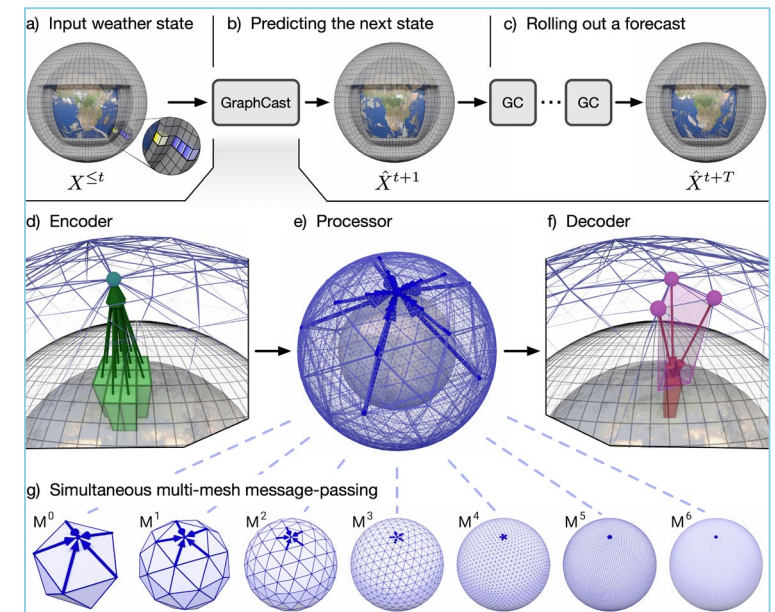 a) Input weather state
b) Predicting the next state
c) Rolling out a forecast
GraphCast
GC
...
GC
X^≤t
X̂^t+1
X̂^t+T
d) Encoder
e) Processor
f) Decoder
g) Simultaneous multi-mesh message-passing
M^0
M^1
M^2
M^3
M^4
M^5
M^6